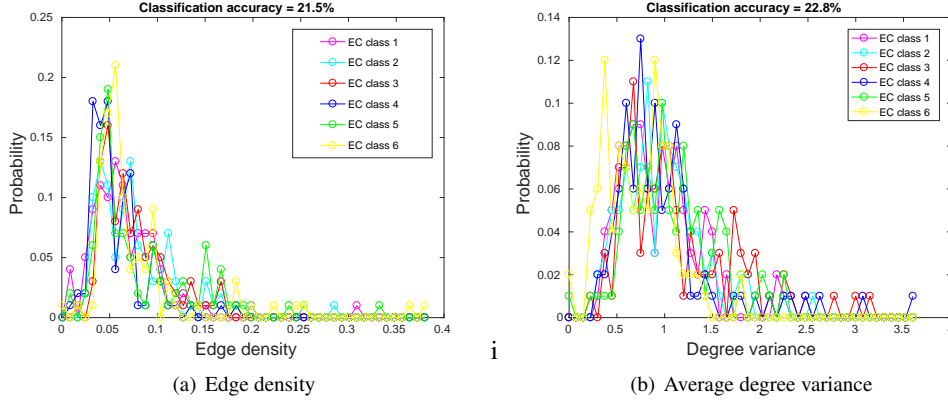 Classification accuracy = 21.5%
0.25
0.2
0.15
0.1
0.05
0
Probability
EC class 1
EC class 2
EC class 3
EC class 4
EC class 5
EC class 6
0 0.05 0.1 0.15 0.2 0.25 0.3 0.35 0.4
Edge density
(a) Edge density
i
Classification accuracy = 22.8%
0.14
0.12
0.1
0.08
0.06
0.04
0.02
0
Probability
EC class 1
EC class 2
EC class 3
EC class 4
EC class 5
EC class 6
0 0.5 1 1.5 2 2.5 3 3.5
Degree variance
(b) Average degree variance